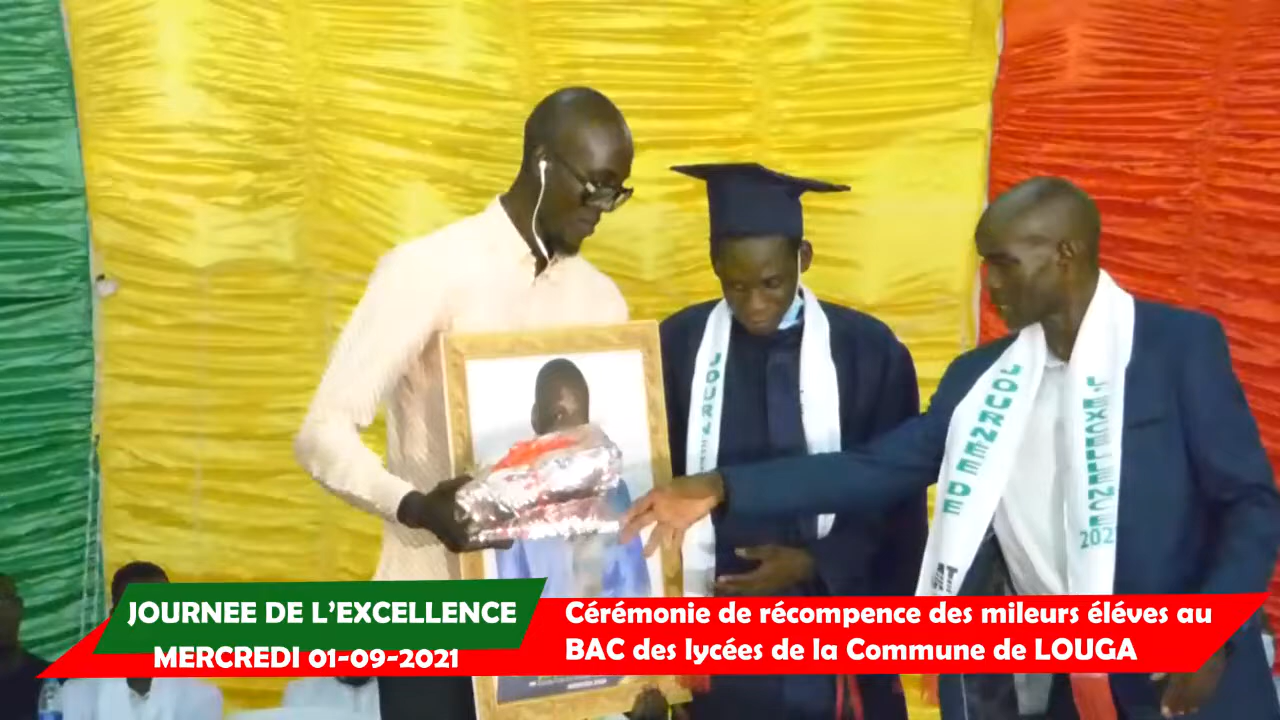 JOURNEE DE
L'EXCELLENCE
202
JOURNEE DE L'EXCELLENCE
MERCREDI 01-09-2021
Cérémonie de récompence des mileurs éléves au
BAC des lycées de la Commune de LOUGA